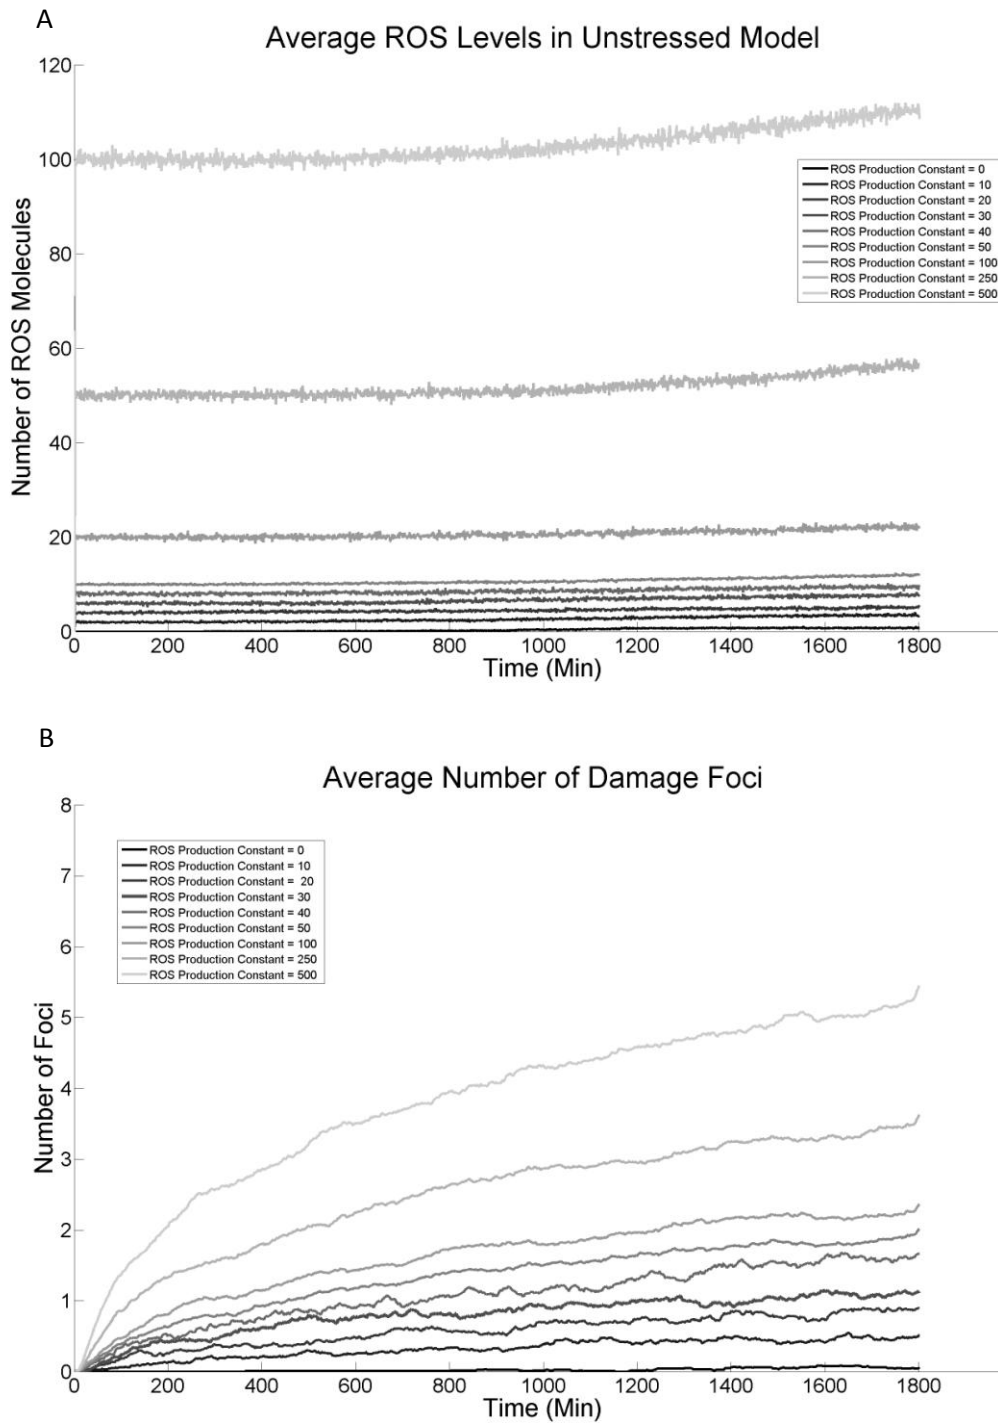 A
Average ROS Levels in Unstressed Model
Number of ROS Molecules
120
100
80
60
40
20
0
ROS Production Constant = 0
ROS Production Constant = 10
ROS Production Constant = 20
ROS Production Constant = 30
ROS Production Constant = 40
ROS Production Constant = 50
ROS Production Constant = 100
ROS Production Constant = 250
ROS Production Constant = 500
0 200 400 600 800 1000 1200 1400 1600 1800
Time (Min)
B
Average Number of Damage Foci
Number of Foci
8
7
6
5
4
3
2
1
0
ROS Production Constant = 0
ROS Production Constant = 10
ROS Production Constant = 20
ROS Production Constant = 30
ROS Production Constant = 40
ROS Production Constant = 50
ROS Production Constant = 100
ROS Production Constant = 250
ROS Production Constant = 500
0 200 400 600 800 1000 1200 1400 1600 1800
Time (Min)